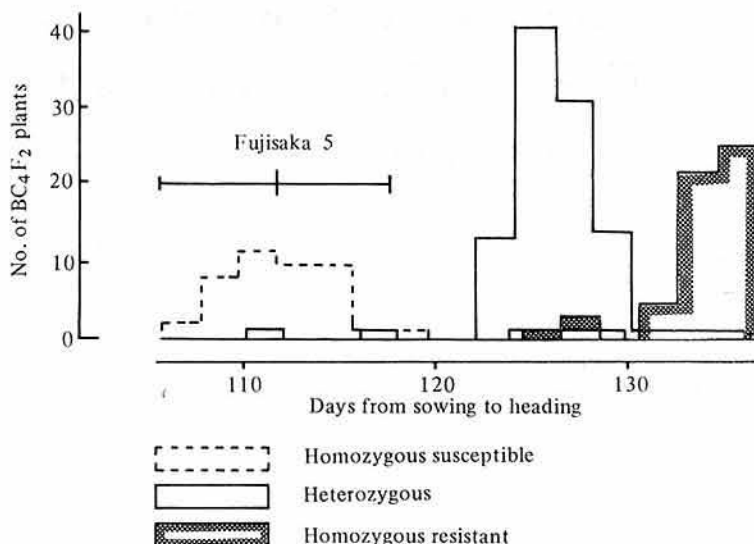 40
30
20
10
0
No. of BC₄F₂ plants
Fujisaka 5
110
120
130
Days from sowing to heading
Homozygous susceptible
Heterozygous
Homozygous resistant